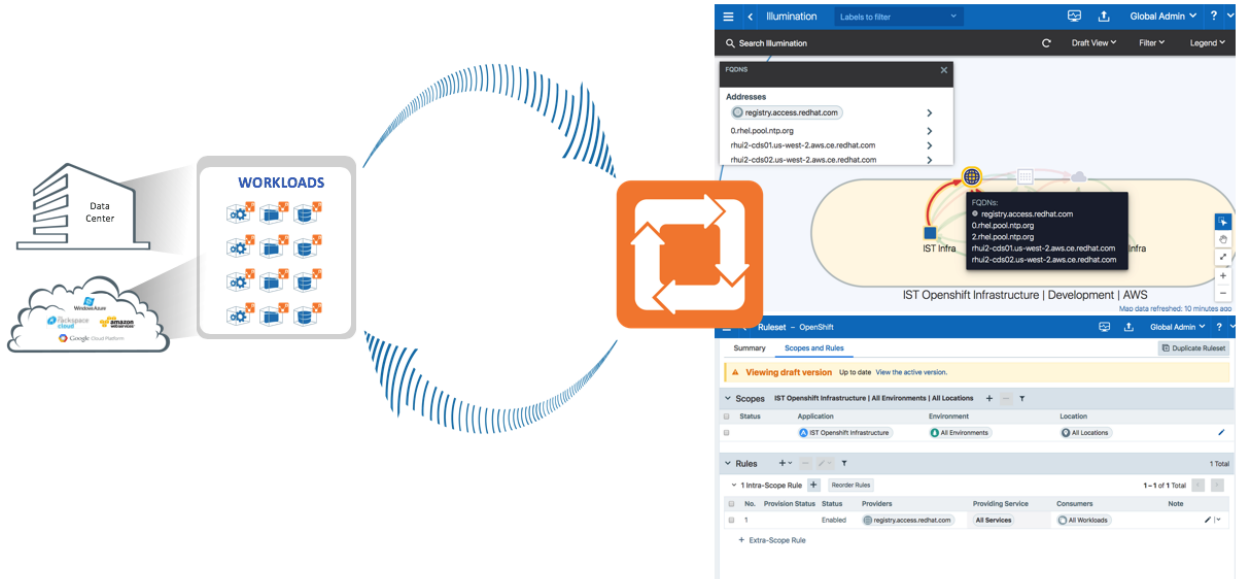 Data
Center
WindowsAzure
rackspace
cloud
amazon
webservices
Google Cloud Platform
WORKLOADS
Illumination
Labels to filter
Global Admin
?
Search Illumination
Draft View
Filter
Legend
FQDNS
Addresses
registry.access.redhat.com
0.rhel.pool.ntp.org
rhui2-cds01.us-west-2.aws.ce.redhat.com
rhui2-cds02.us-west-2.aws.ce.redhat.com
FQDNs:
registry.access.redhat.com
0.rhel.pool.ntp.org
2.rhel.pool.ntp.org
rhui2-cds01.us-west-2.aws.ce.redhat.com
rhui2-cds02.us-west-2.aws.ce.redhat.com
IST Infra
Infra
IST Openshift Infrastructure | Development | AWS
Map data refreshed: 10 minutes ago
Ruleset – OpenShift
Global Admin
?
Summary
Scopes and Rules
Duplicate Ruleset
Viewing draft version Up to date View the active version.
Scopes IST Openshift Infrastructure | All Environments | All Locations
Status Application Environment Location
IST Openshift Infrastructure All Environments All Locations
Rules
1 Total
1 Intra-Scope Rule + Reorder Rules
1 – 1 of 1 Total
No. Provision Status Status Providers Providing Service Consumers Note
1 Enabled registry.access.redhat.com All Services All Workloads
+ Extra-Scope Rule